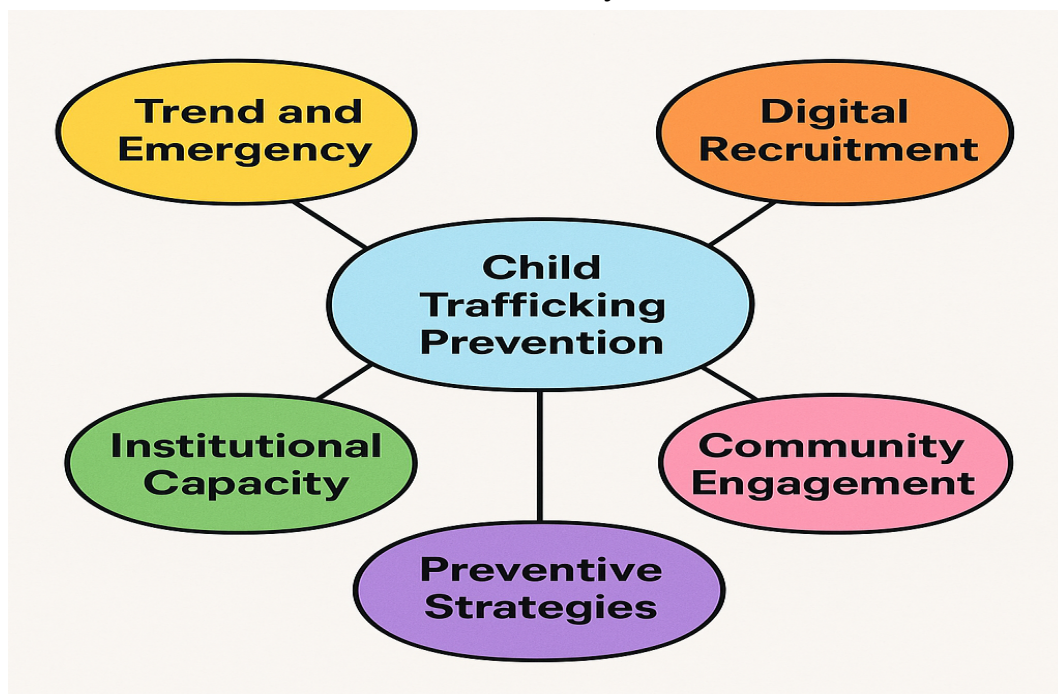 Trend and
Emergency
Digital
Recruitment
Child
Trafficking
Prevention
Institutional
Capacity
Community
Engagement
Preventive
Strategies